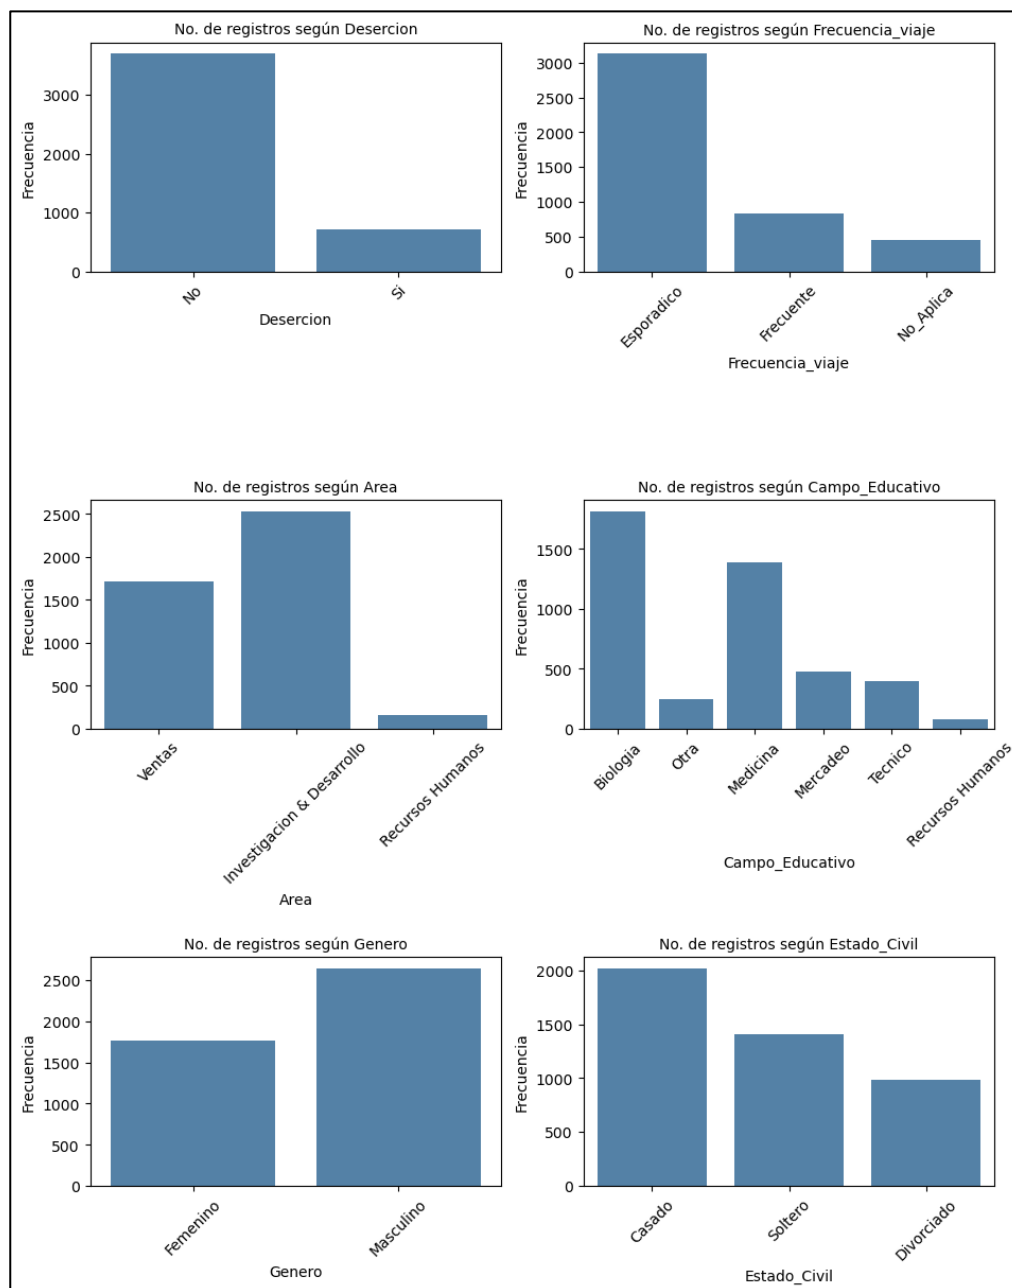 No. de registros según Desercion
Frecuencia
3000
2000
1000
0
No
Si
Desercion
No. de registros según Frecuencia_viaje
Frecuencia
3000
2500
2000
1500
1000
500
0
Esporadico
Frecuente
No_Aplica
Frecuencia_viaje
No. de registros según Area
Frecuencia
2500
2000
1500
1000
500
0
Ventas
Investigacion & Desarrollo
Recursos Humanos
Area
No. de registros según Campo_Educativo
Frecuencia
1500
1000
500
0
Biologia
Otra
Medicina
Mercadeo
Tecnico
Recursos Humanos
Campo_Educativo
No. de registros según Genero
Frecuencia
2500
2000
1500
1000
500
0
Femenino
Masculino
Genero
No. de registros según Estado_Civil
Frecuencia
2000
1500
1000
500
0
Casado
Soltero
Divorciado
Estado_Civil